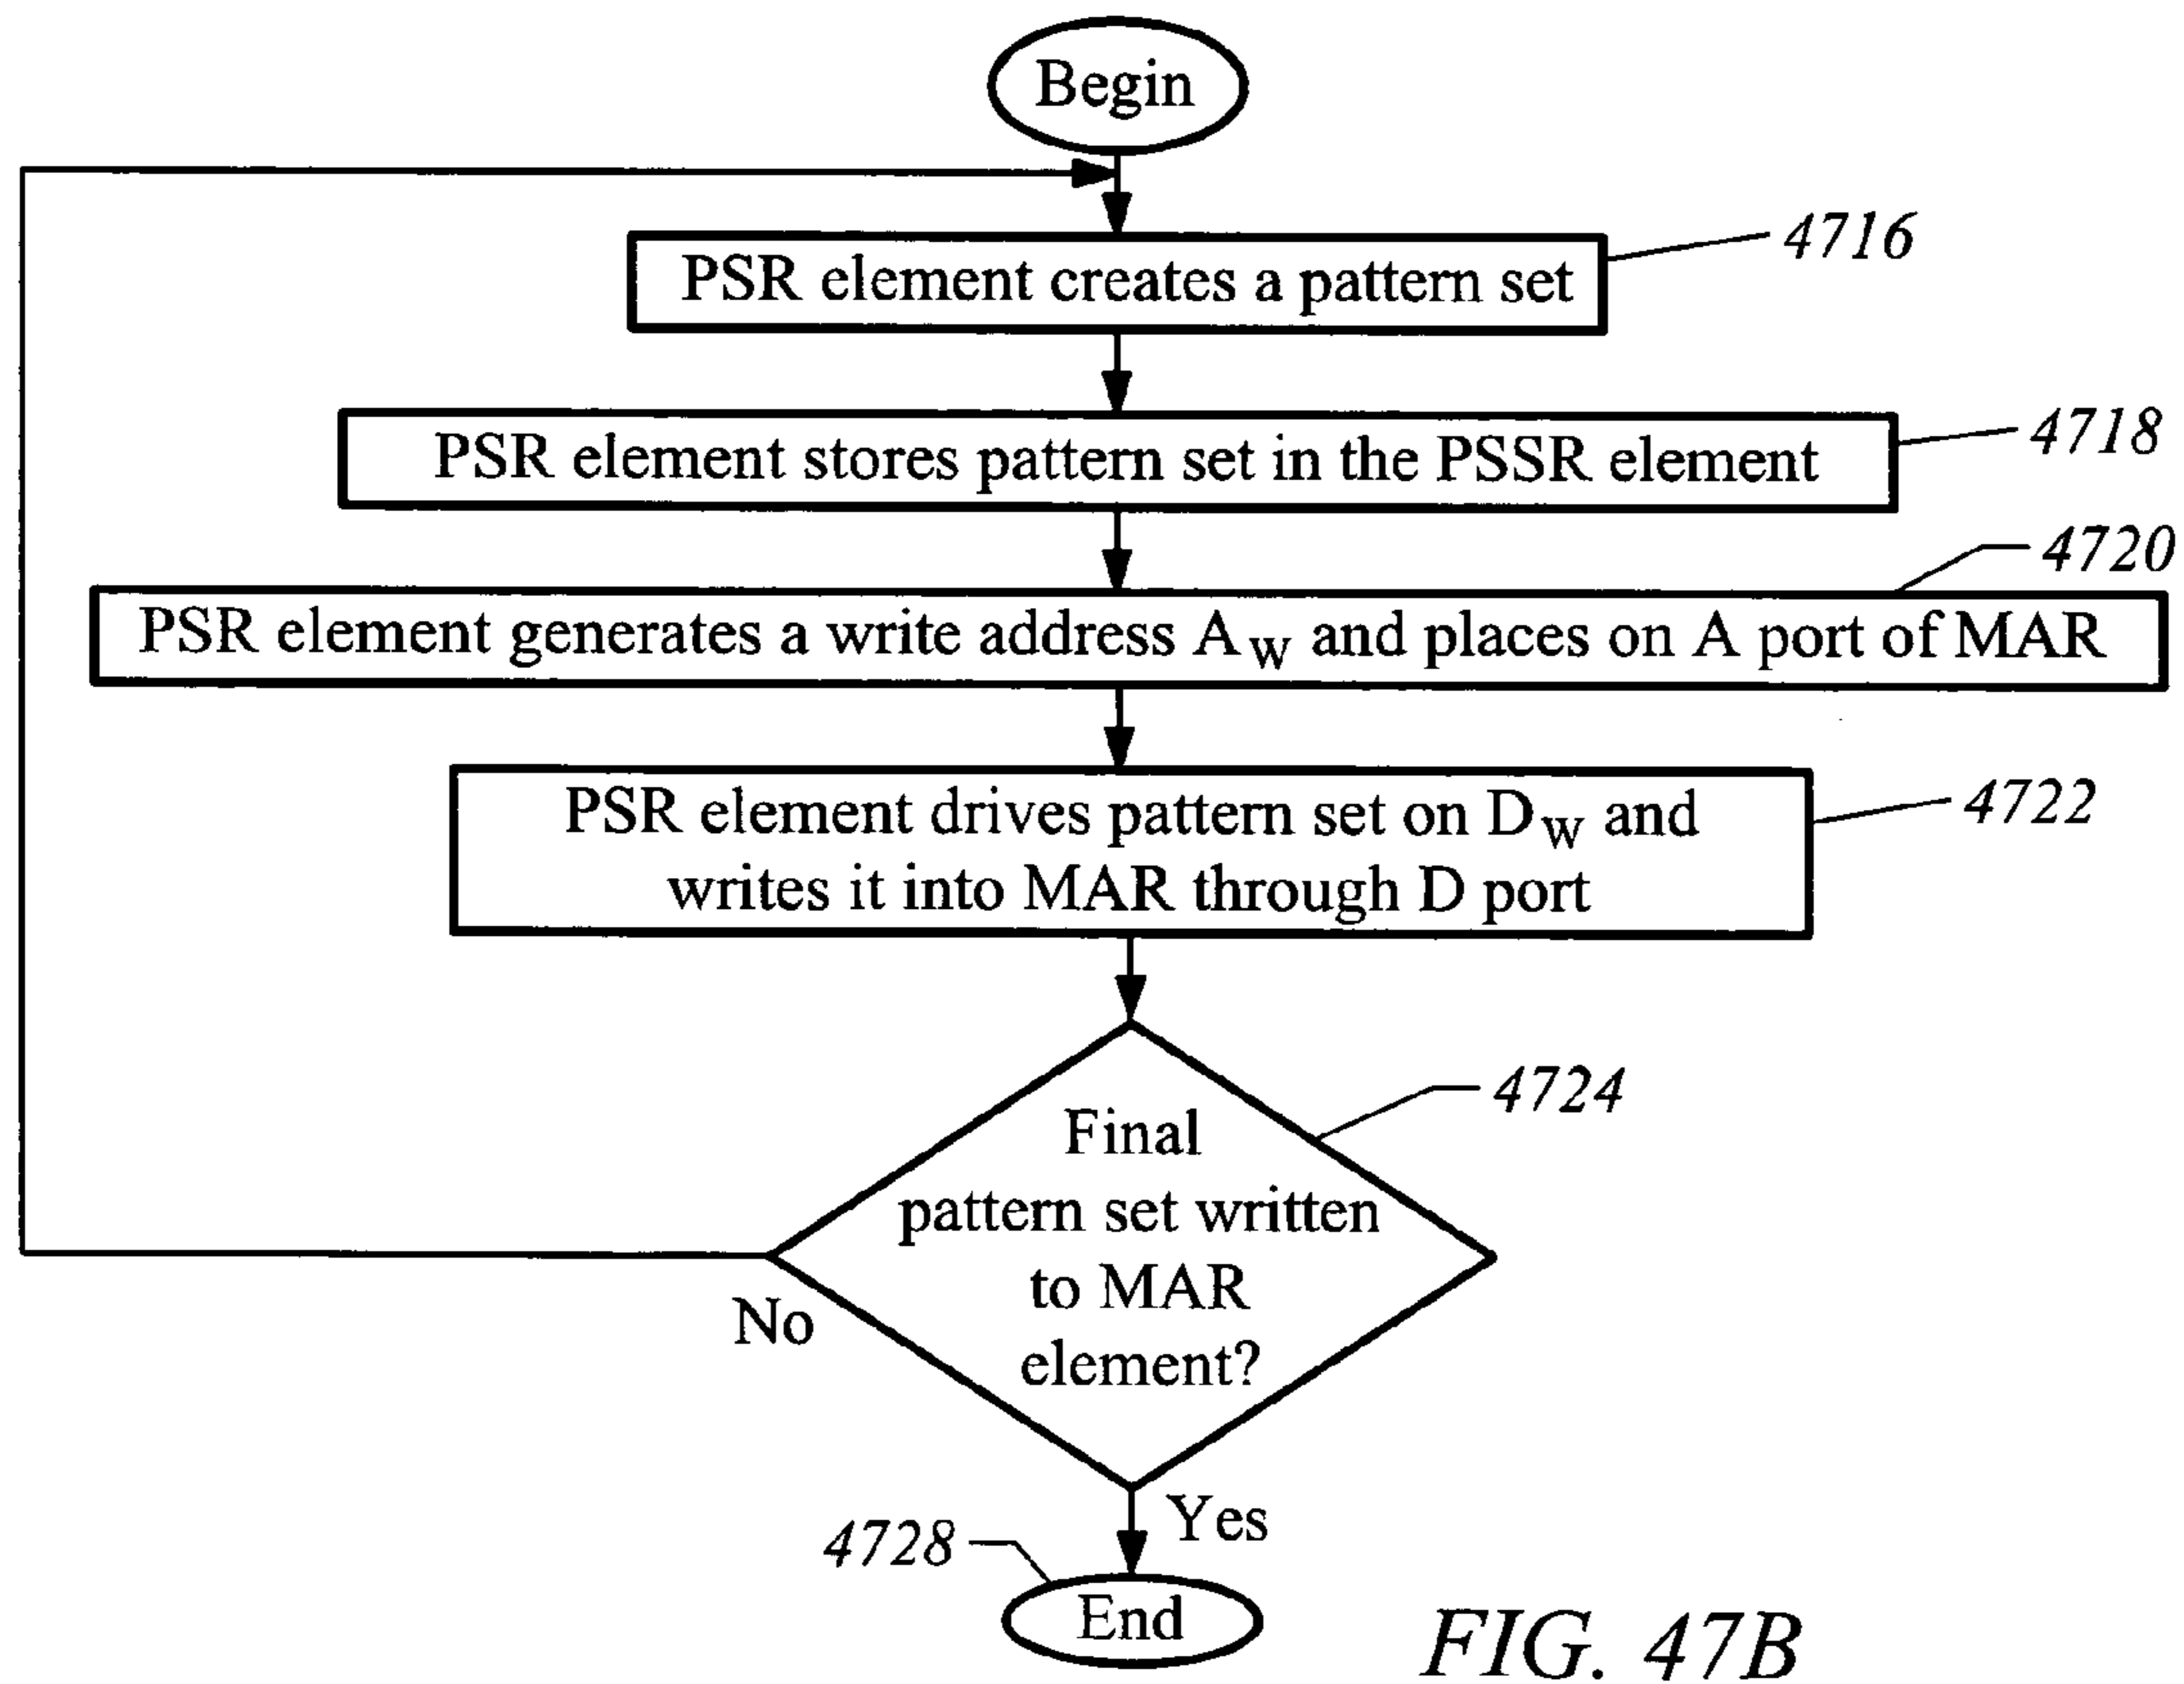 Begin
4716
PSR element creates a pattern set
4718
PSR element stores pattern set in the PSSR element
4720
PSR element generates a write address A W and places on A port of MAR
4722
PSR element drives pattern set on D W and
writes it into MAR through D port
4724
Final
pattern set written
to MAR
element?
No
Yes
4728
End
FIG. 47B